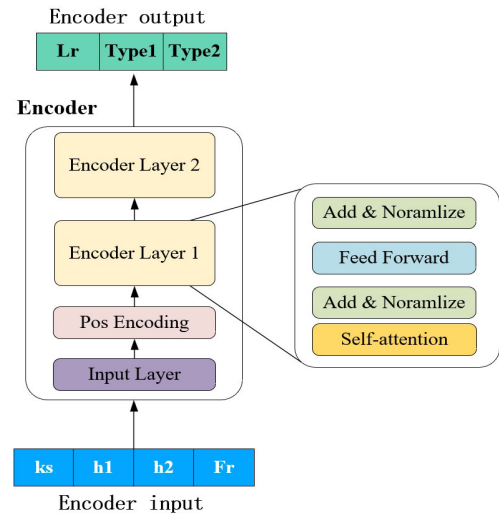 Encoder output
Lr Type1 Type2
Encoder
Encoder Layer 2
Encoder Layer 1
Pos Encoding
Input Layer
Add & Noramlize
Feed Forward
Add & Noramlize
Self-attention
ks h1 h2 Fr
Encoder input